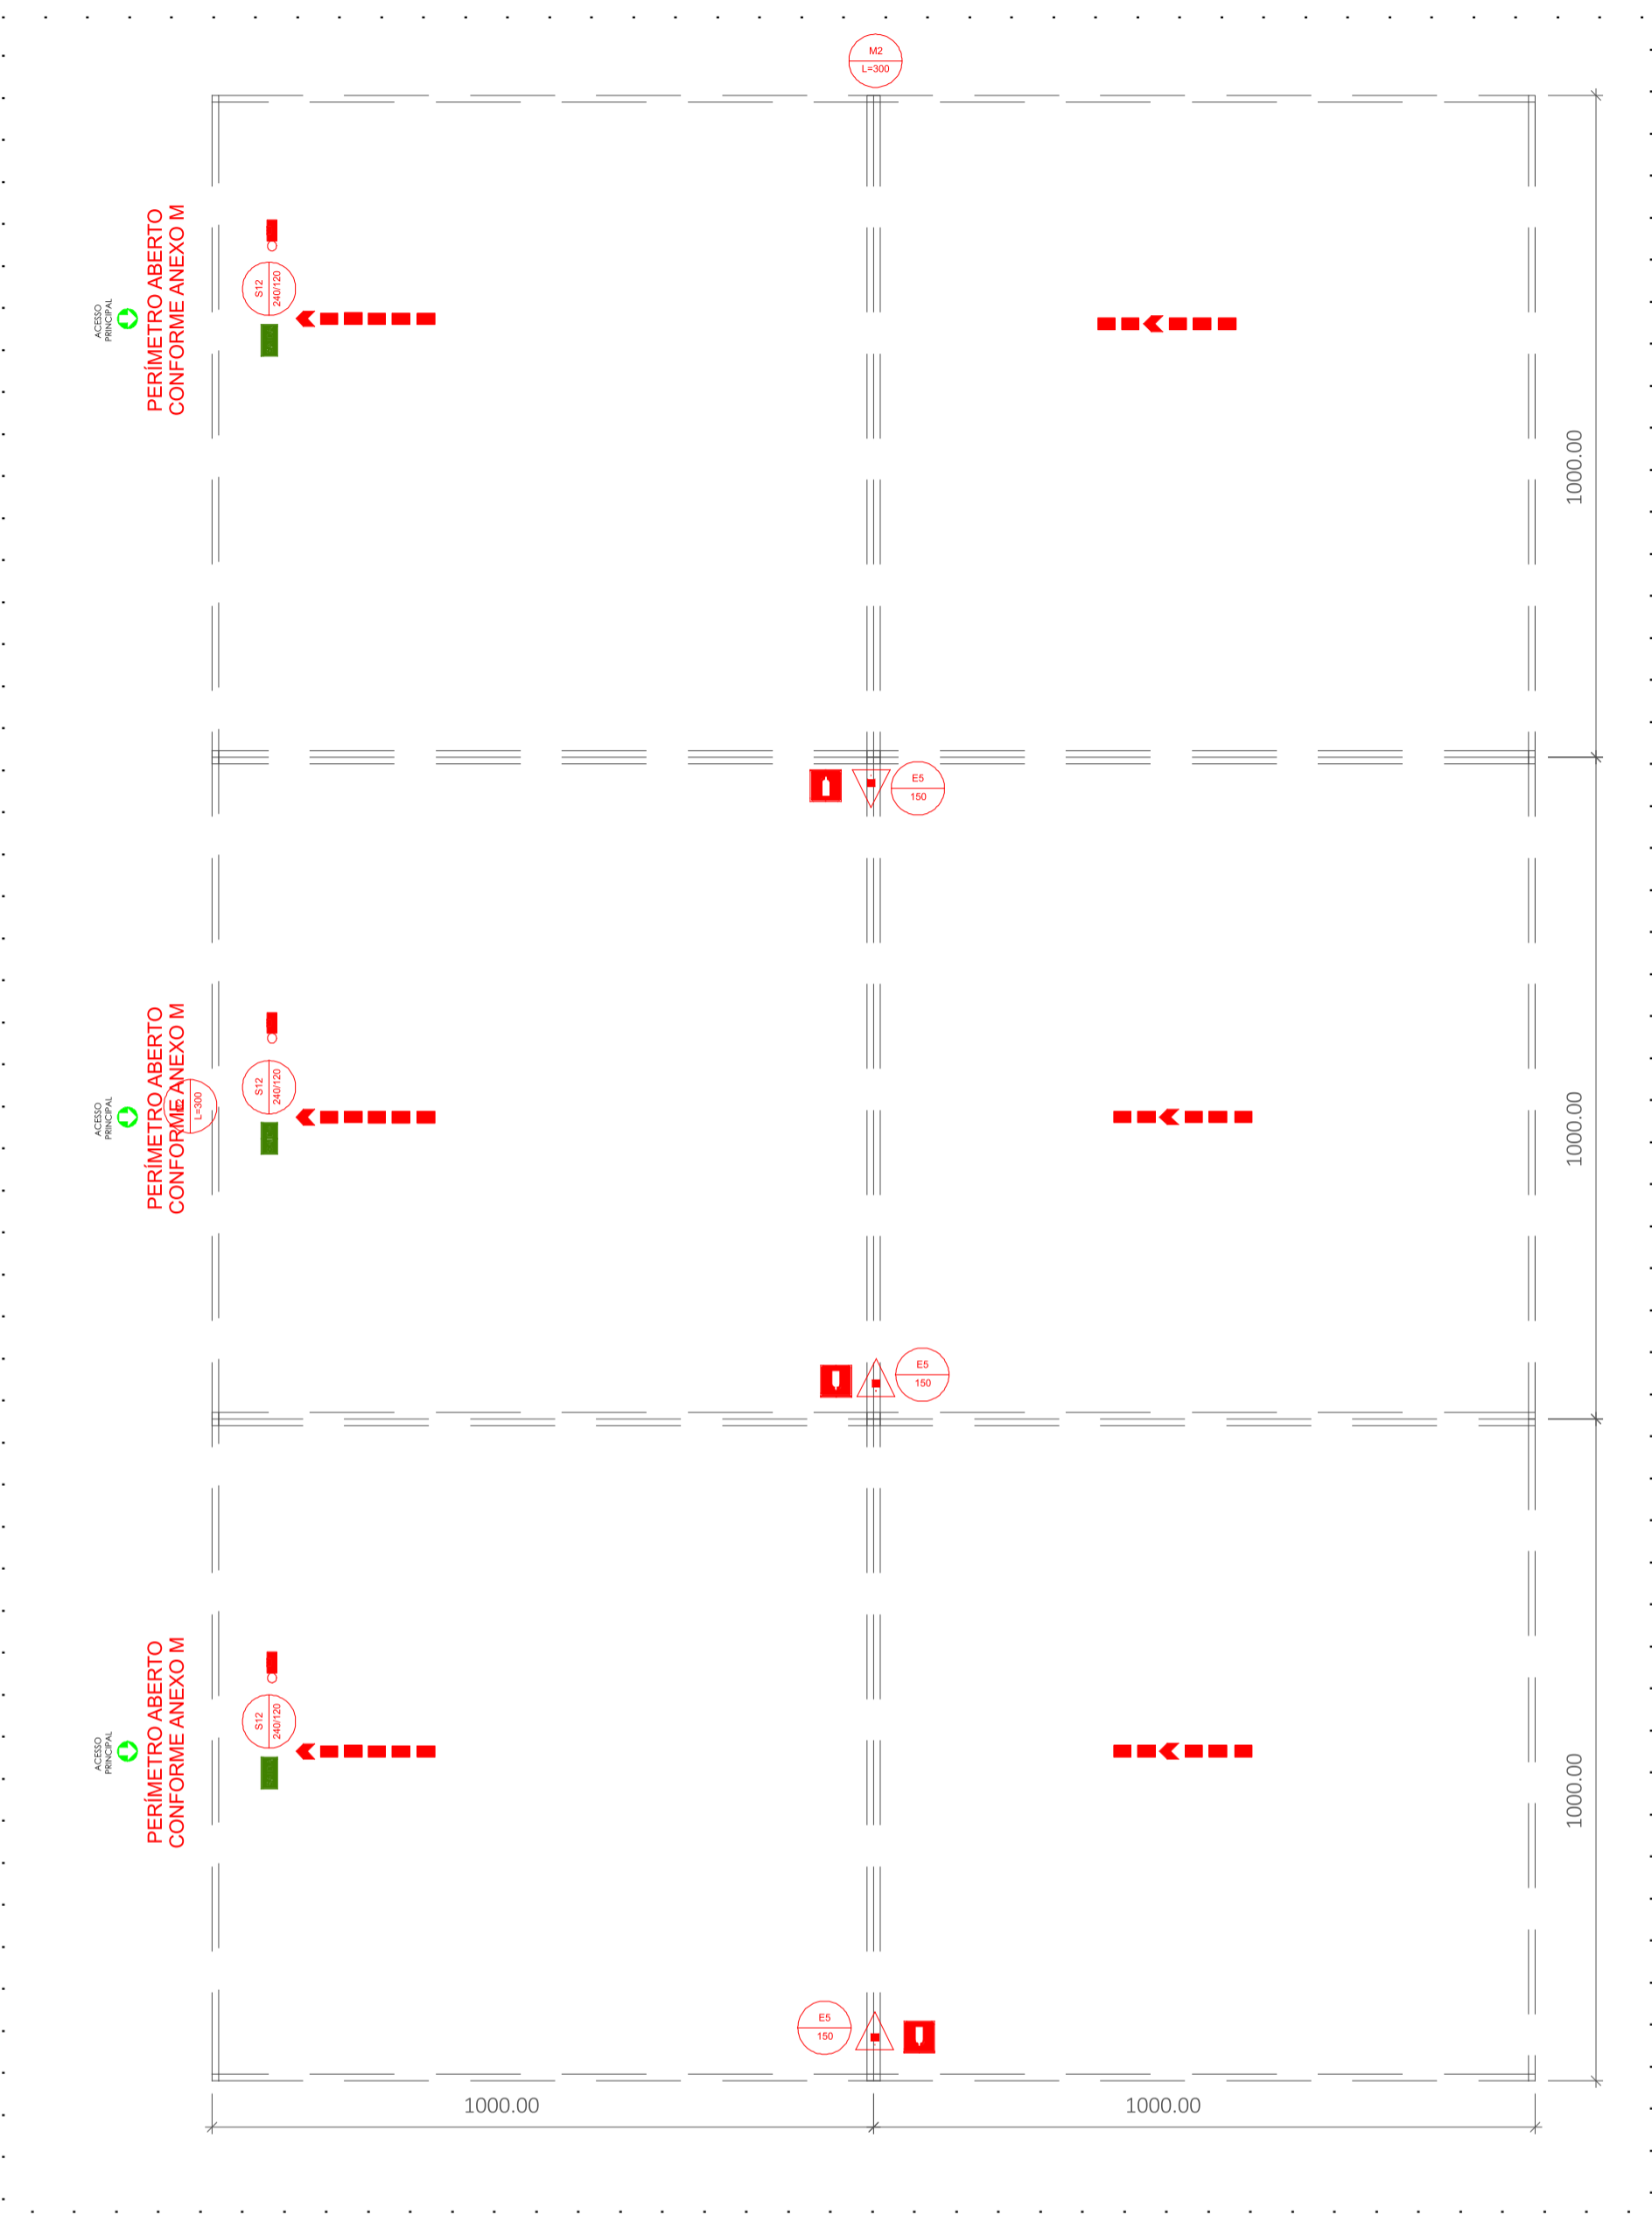 M2
L=300
PERÍMETRO ABERTO
CONFORME ANEXO M
ACESSO
PRINCIPAL
S12
240/120
1000.00
E5
150
PERÍMETRO ABERTO
CONFORME ANEXO M
ACESSO
PRINCIPAL
L=300
S12
240/120
1000.00
E5
150
PERÍMETRO ABERTO
CONFORME ANEXO M
ACESSO
PRINCIPAL
S12
240/120
1000.00
E5
150
1000.00
1000.00